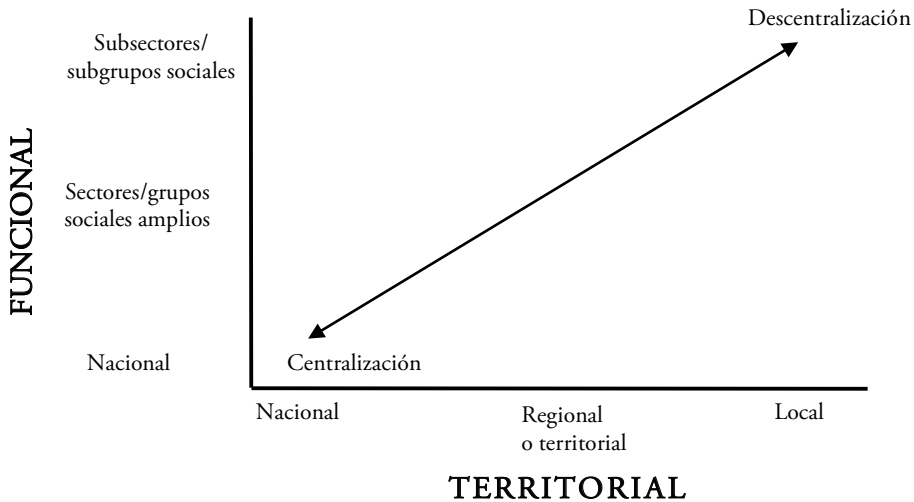 Descentralización
Subsectores/
subgrupos sociales
FUNCIONAL
Sectores/grupos
sociales amplios
Nacional
Centralización
Nacional
Regional
o territorial
Local
TERRITORIAL